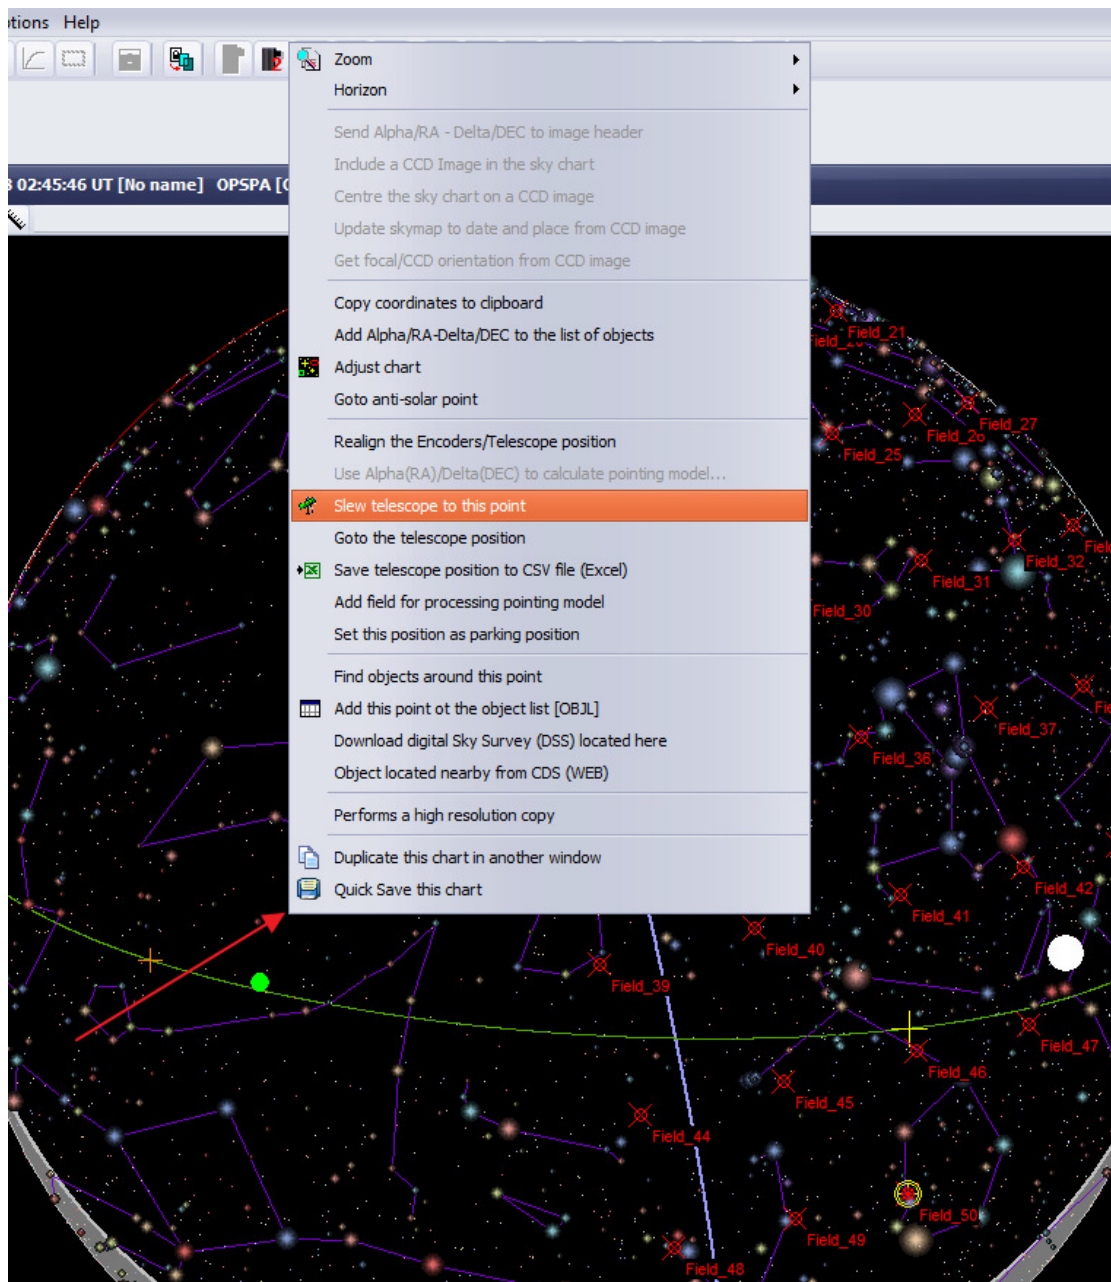 Help
Zoom
Horizon
Send Alpha/RA - Delta/DEC to image header
Include a CCD Image in the sky chart
Centre the sky chart on a CCD image
02:45:46 UT [No name] OPSPA
Update skymap to date and place from CCD image
Get focal/CCD orientation from CCD image
Copy coordinates to clipboard
Add Alpha/RA-Delta/DEC to the list of objects
Adjust chart
Goto anti-solar point
Realign the Encoders/Telescope position
Use Alpha(RA)/Delta(DEC) to calculate pointing model...
Slew telescope to this point
Goto the telescope position
Save telescope position to CSV file (Excel)
Add field for processing pointing model
Set this position as parking position
Find objects around this point
Add this point ot the object list [OBJL]
Download digital Sky Survey (DSS) located here
Object located nearby from CDS (WEB)
Performs a high resolution copy
Duplicate this chart in another window
Quick Save this chart
Field_21
Field_27
Field_26
Field_25
Field_32
Field_31
Field_30
Field_37
Field_36
Field_42
Field_41
Field_40
Field_39
Field_47
Field_46
Field_45
Field_44
Field_50
Field_49
Field_48